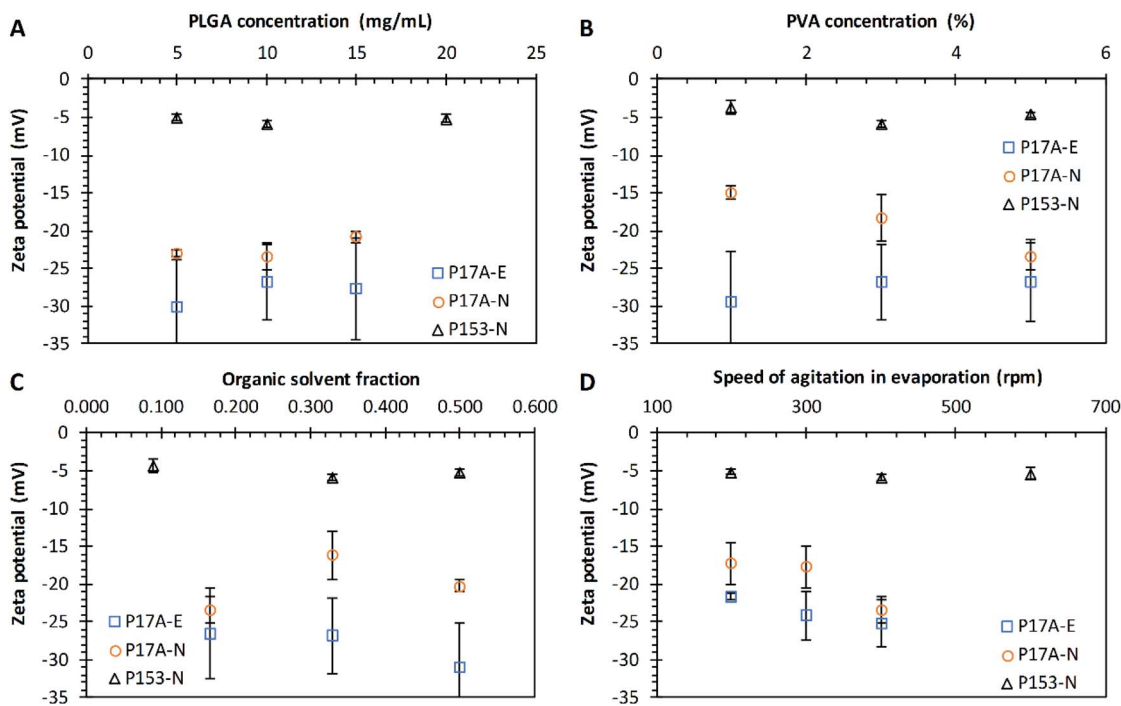 A
PLGA concentration (mg/mL)
0 5 10 15 20 25
0
-5
-10
-15
-20
-25
-30
-35
Zeta potential (mV)
P17A-E
P17A-N
P153-N
B
PVA concentration (%)
0 2 4 6
0
-5
-10
-15
-20
-25
-30
-35
Zeta potential (mV)
P17A-E
P17A-N
P153-N
C
Organic solvent fraction
0.000 0.100 0.200 0.300 0.400 0.500 0.600
0
-5
-10
-15
-20
-25
-30
-35
Zeta potential (mV)
P17A-E
P17A-N
P153-N
D
Speed of agitation in evaporation (rpm)
100 300 500 700
0
-5
-10
-15
-20
-25
-30
-35
Zeta potential (mV)
P17A-E
P17A-N
P153-N